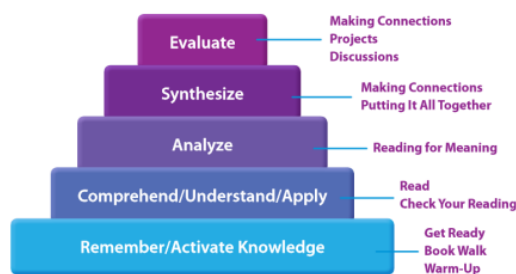 Evaluate
Making Connections
Projects
Discussions
Synthesize
Making Connections
Putting It All Together
Analyze
Reading for Meaning
Comprehend/Understand/Apply
Read
Check Your Reading
Remember/Activate Knowledge
Get Ready
Book Walk
Warm-Up